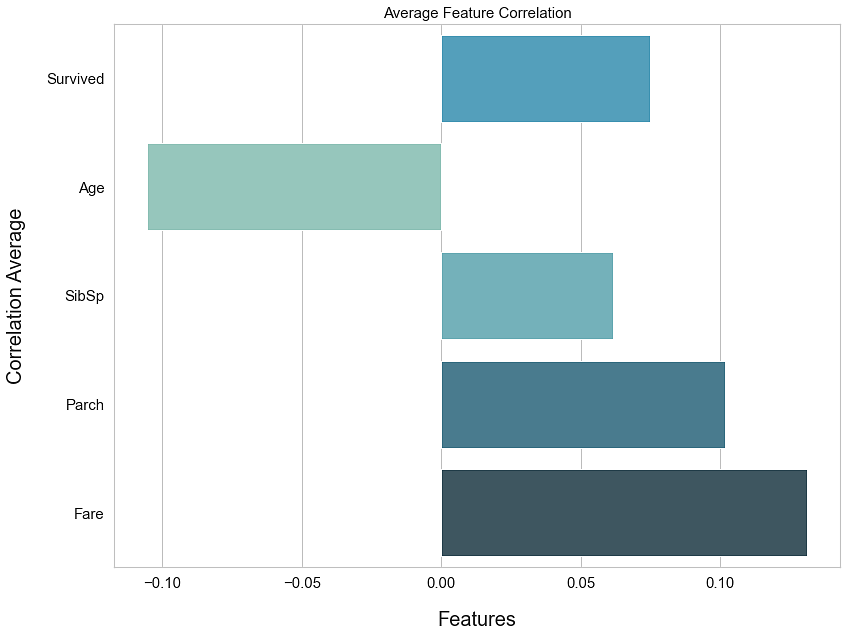 Average Feature Correlation
Correlation Average
Survived
Age
SibSp
Parch
Fare
−0.10
−0.05
0.00
0.05
0.10
Features